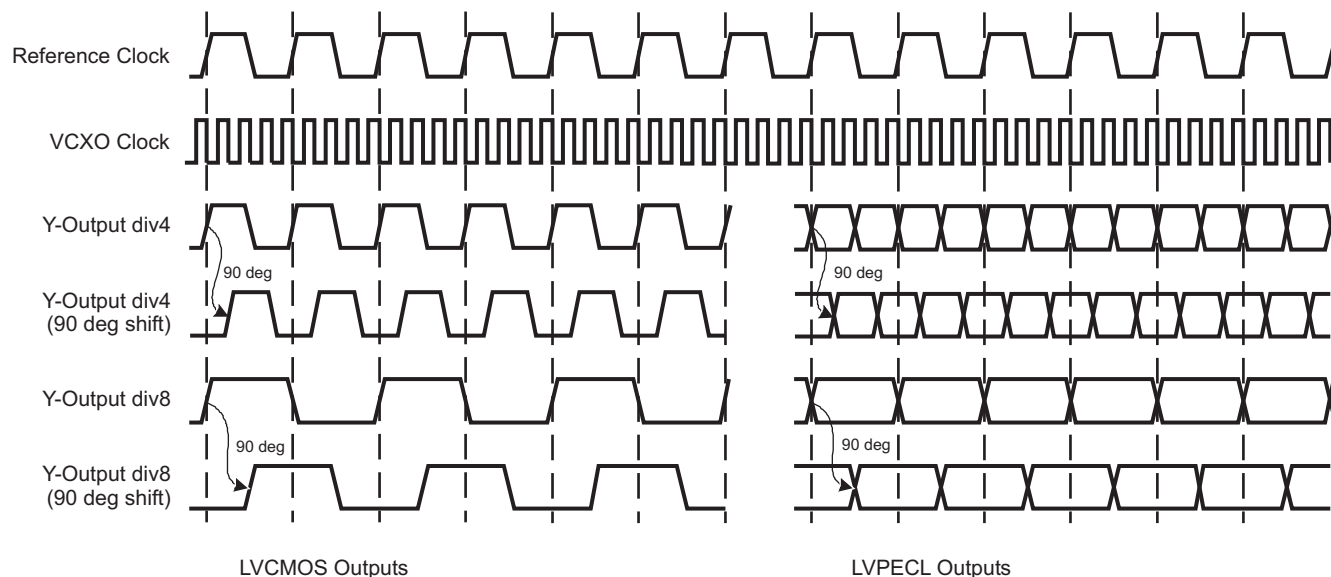 Reference Clock
VCXO Clock
Y-Output div4
90 deg
90 deg
Y-Output div4
(90 deg shift)
Y-Output div8
90 deg
90 deg
Y-Output div8
(90 deg shift)
LVCMOS Outputs
LVPECL Outputs